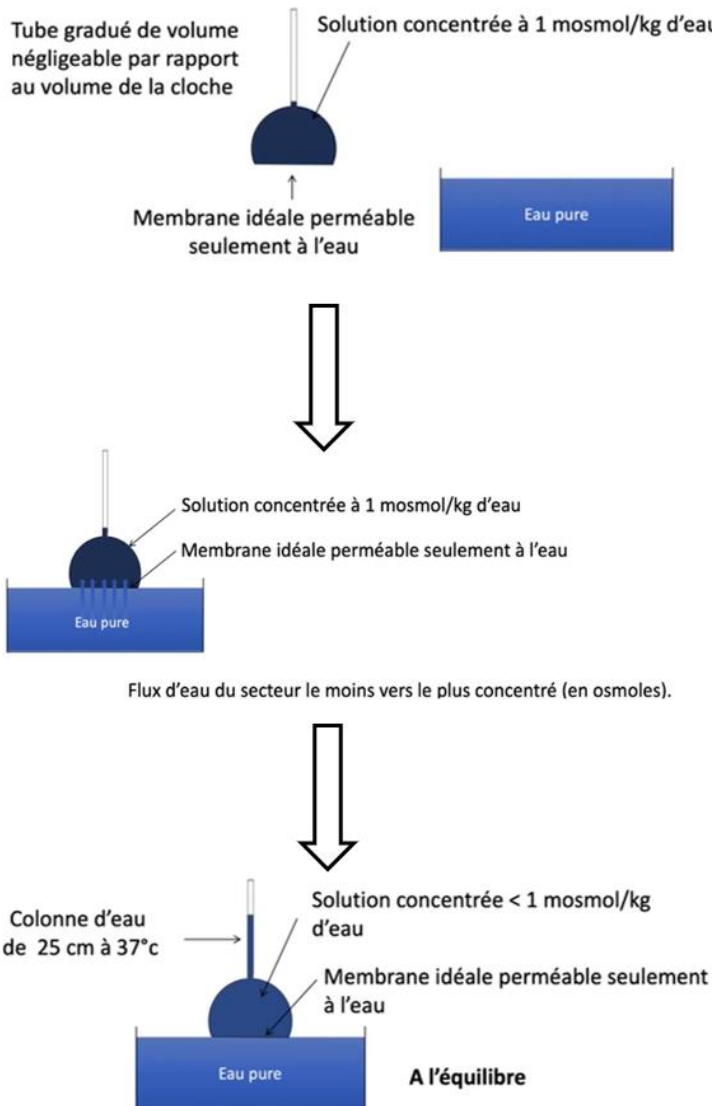 Tube gradué de volume
négligeable par rapport
au volume de la cloche
Solution concentrée à 1 mosmol/kg d'eau
Membrane idéale perméable
seulement à l'eau
Eau pure
Solution concentrée à 1 mosmol/kg d'eau
Membrane idéale perméable seulement à l'eau
Eau pure
Flux d'eau du secteur le moins vers le plus concentré (en osmoles).
Colonne d'eau
de 25 cm à 37°c
Solution concentrée < 1 mosmol/kg
d'eau
Membrane idéale perméable seulement
à l'eau
Eau pure
A l'équilibre